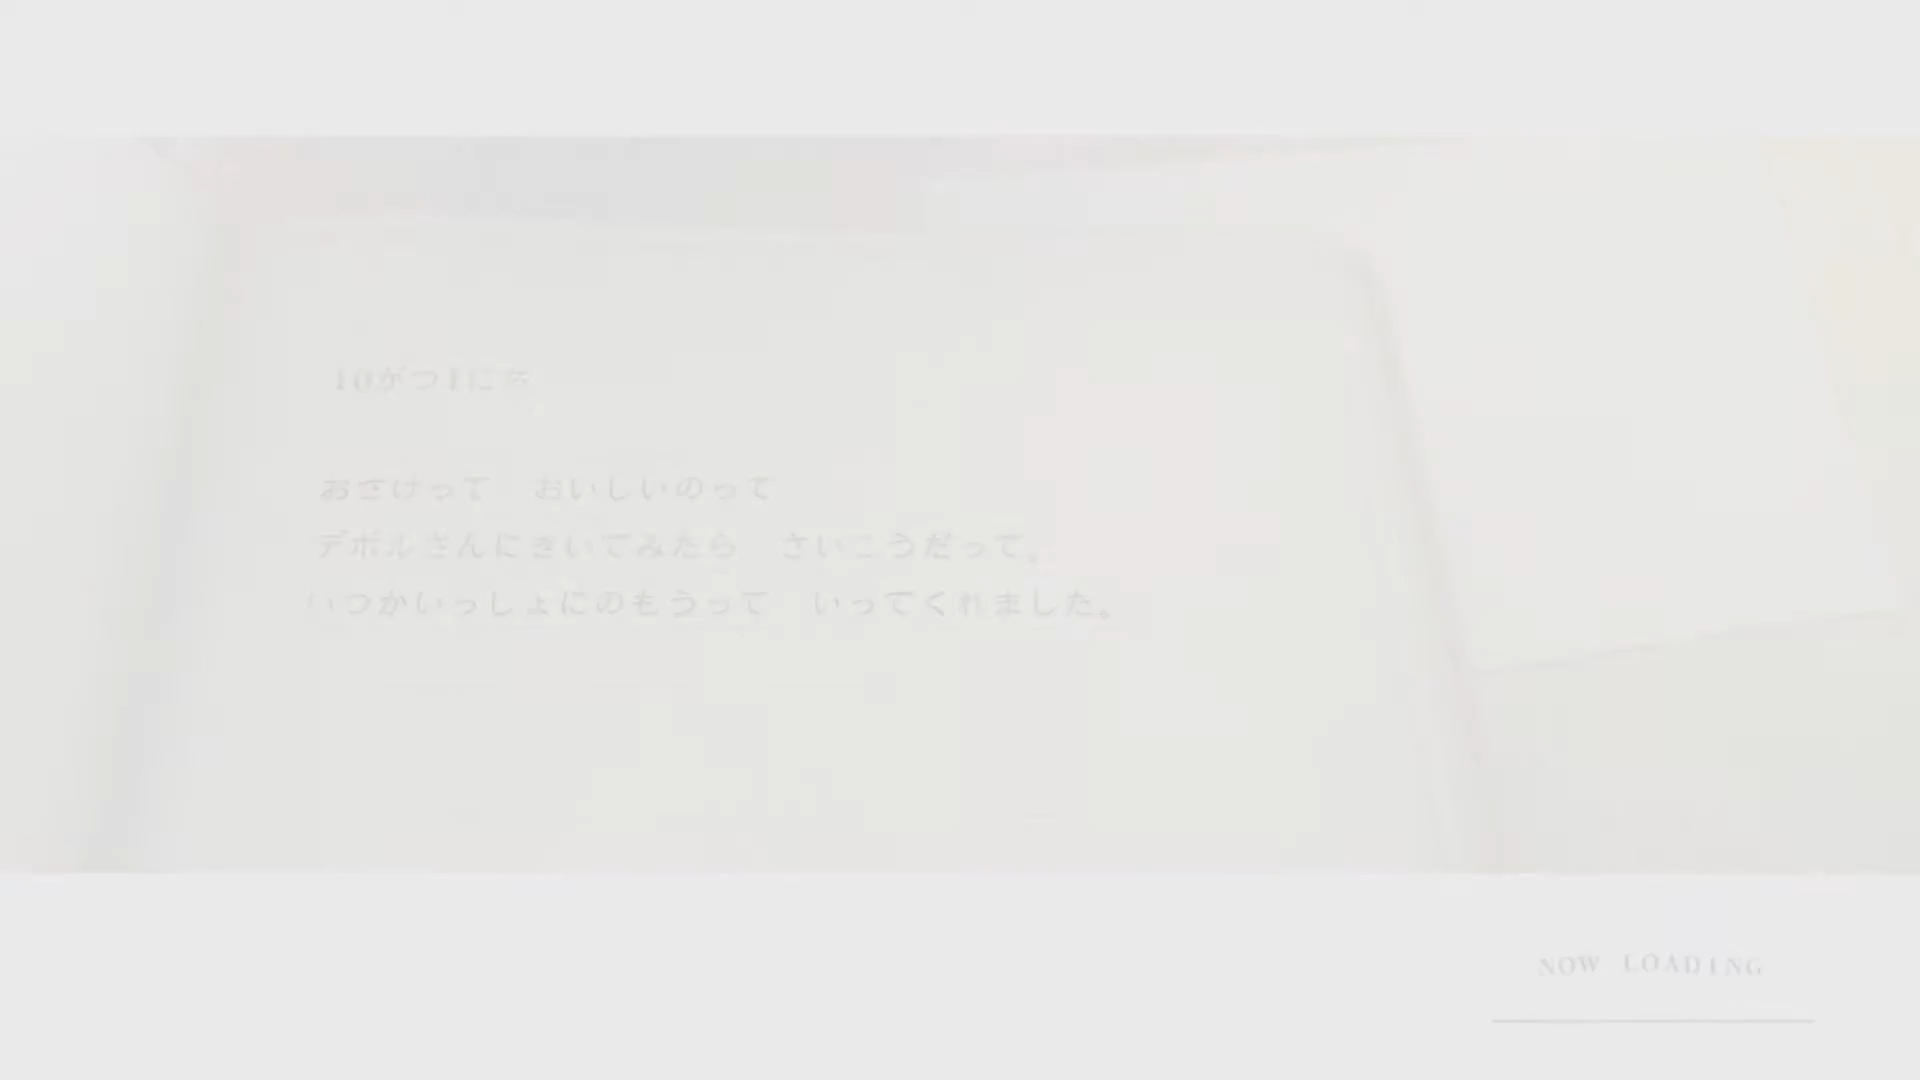 10がつ1にち
おさけって　おいしいのって
デボルさんにきいてみたら　さいこうだって。
いつかいっしょにのもうって　いってくれました。
NOW LOADING